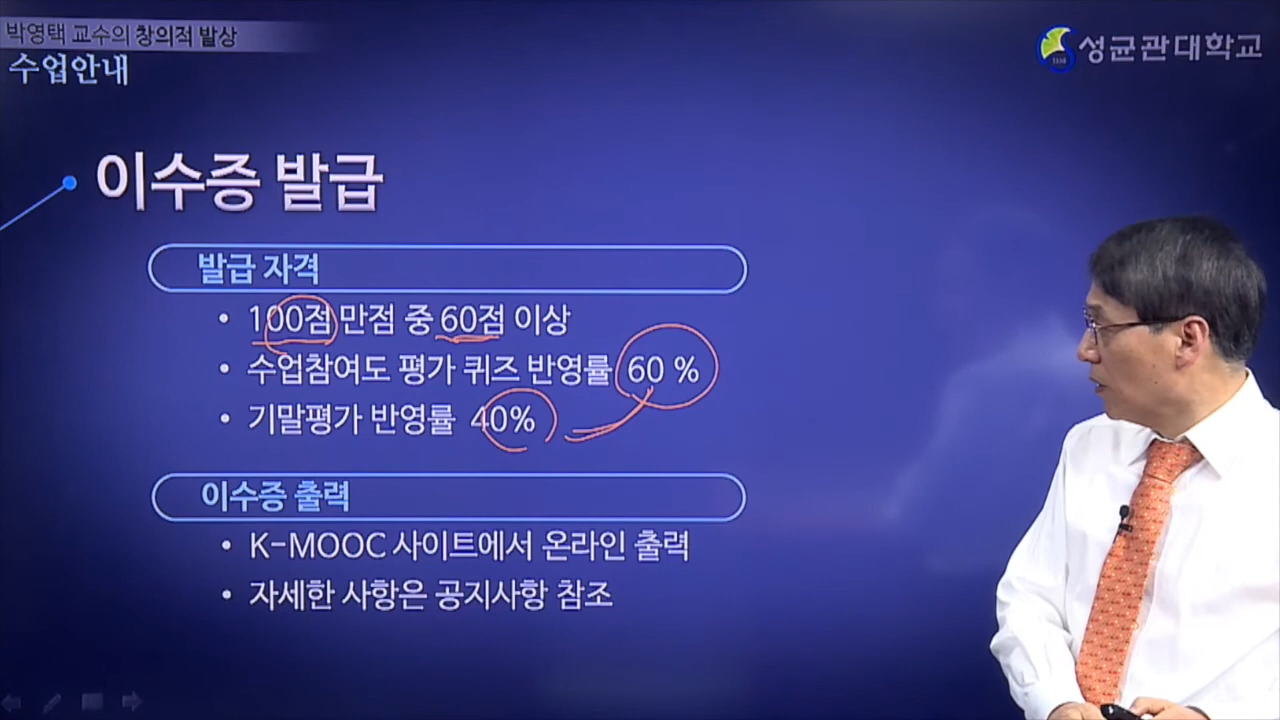 박영택 교수의 창의적 발상
수업안내
성균관대학교
이수증 발급
발급 자격
• 100점 만점 중 60점 이상
• 수업참여도 평가 퀴즈 반영률 60 %
• 기말평가 반영률 40%
이수증 출력
• K-MOOC 사이트에서 온라인 출력
• 자세한 사항은 공지사항 참조